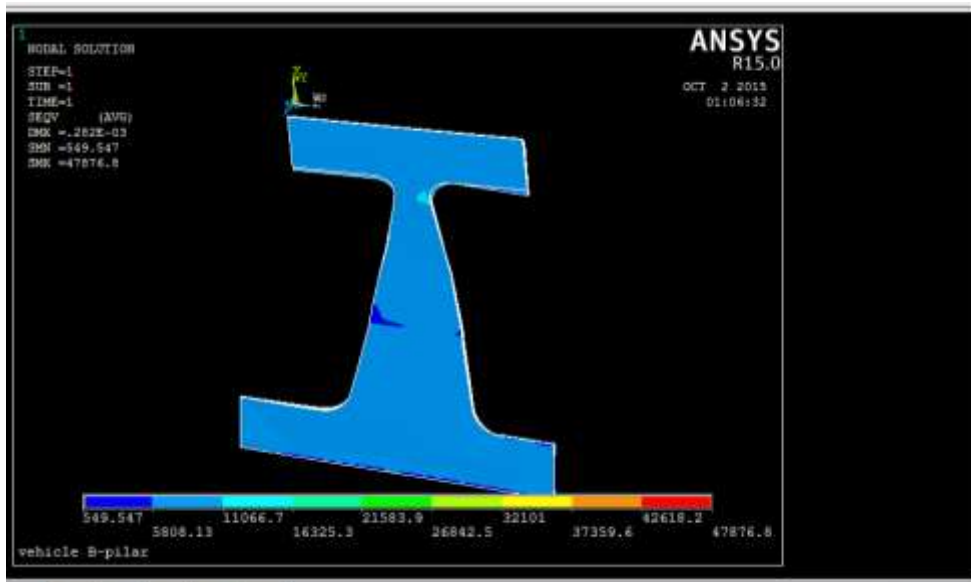 1
NODAL SOLUTION
STEP=1
SUB =1
TIME=1
SEQV (AVG)
DMX =.282E-03
SMN =549.547
SMX =47876.8
ANSYS
R15.0
OCT 2 2015
01:06:32
549.547
5808.13
11066.7
16325.3
21583.9
26842.5
32101
37359.6
42618.2
47876.8
vehicle B-pilar